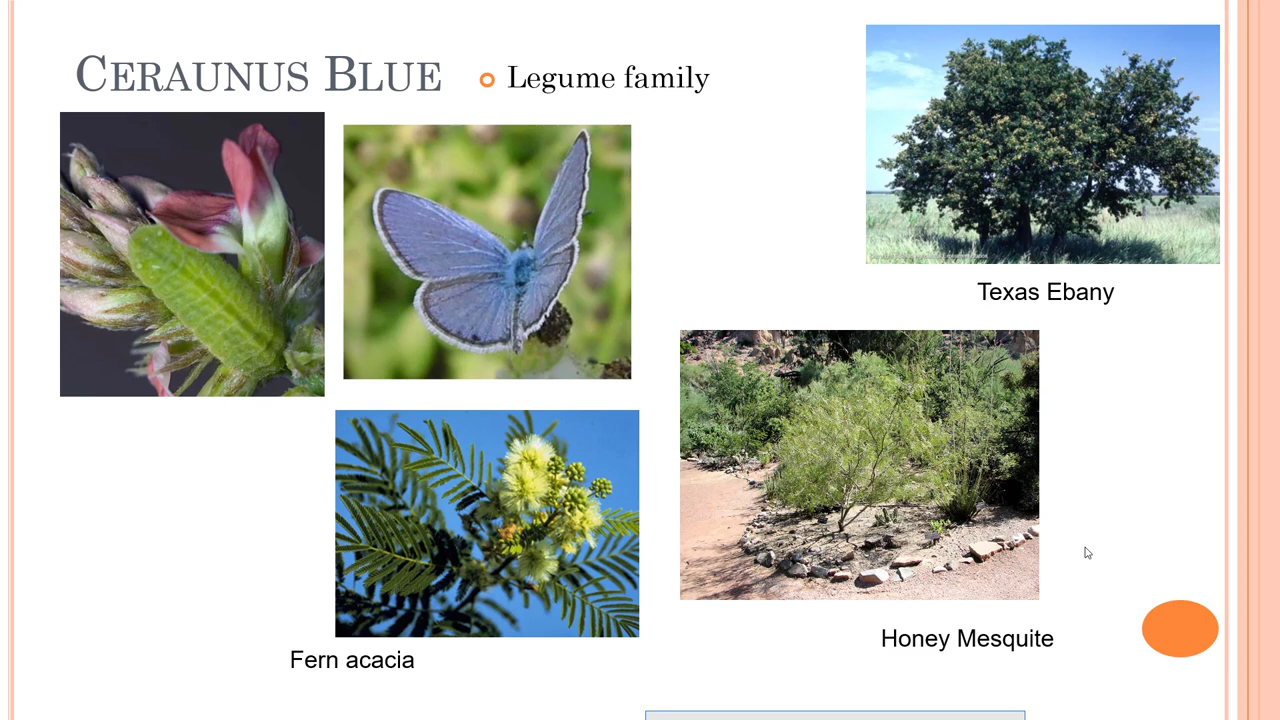 CERAUNUS BLUE
Legume family
Texas Ebany
Honey Mesquite
Fern acacia